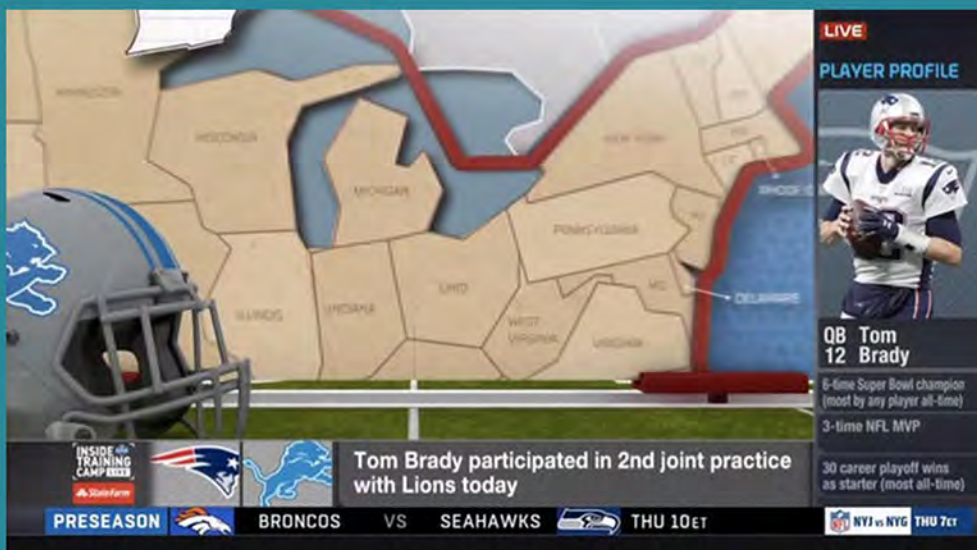 LIVE
PLAYER PROFILE
MINNESOTA
WISCONSIN
MICHIGAN
NEW YORK
RHODE
PENNSYLVANIA
ILLINOIS
INDIANA
OHIO
WEST
VIRGINIA
VIRGINIA
DELAWARE
QB Tom
12 Brady
6-time Super Bowl champion
(most by any player all-time)
3-time NFL MVP
30 career playoff wins
as starter (most all-time)
INSIDE
TRAINING
CAMP LIVE
StateFarm
Tom Brady participated in 2nd joint practice
with Lions today
PRESEASON BRONCOS VS SEAHAWKS THU 10ET
NFL NYJ vs NYG THU 7ET